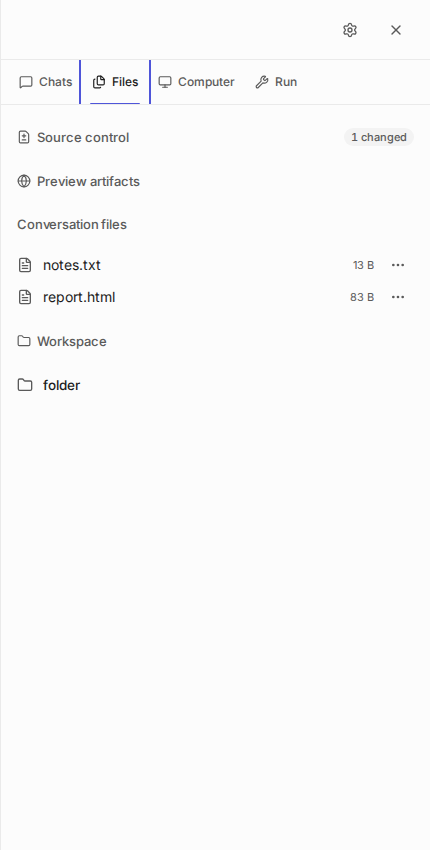 Chats Files Computer Run
Source control 1 changed
Preview artifacts
Conversation files
notes.txt 13 B
report.html 83 B
Workspace
folder